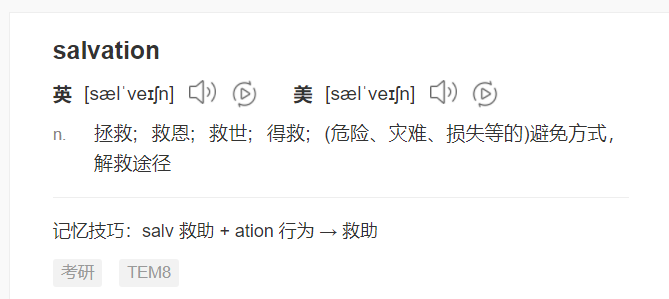 salvation
英 [sælˈveɪʃn] 美 [sælˈveɪʃn]
n. 拯救；救恩；救世；得救；(危险、灾难、损失等的)避免方式，
解救途径
记忆技巧：salv 救助 + ation 行为 → 救助
考研 TEM8